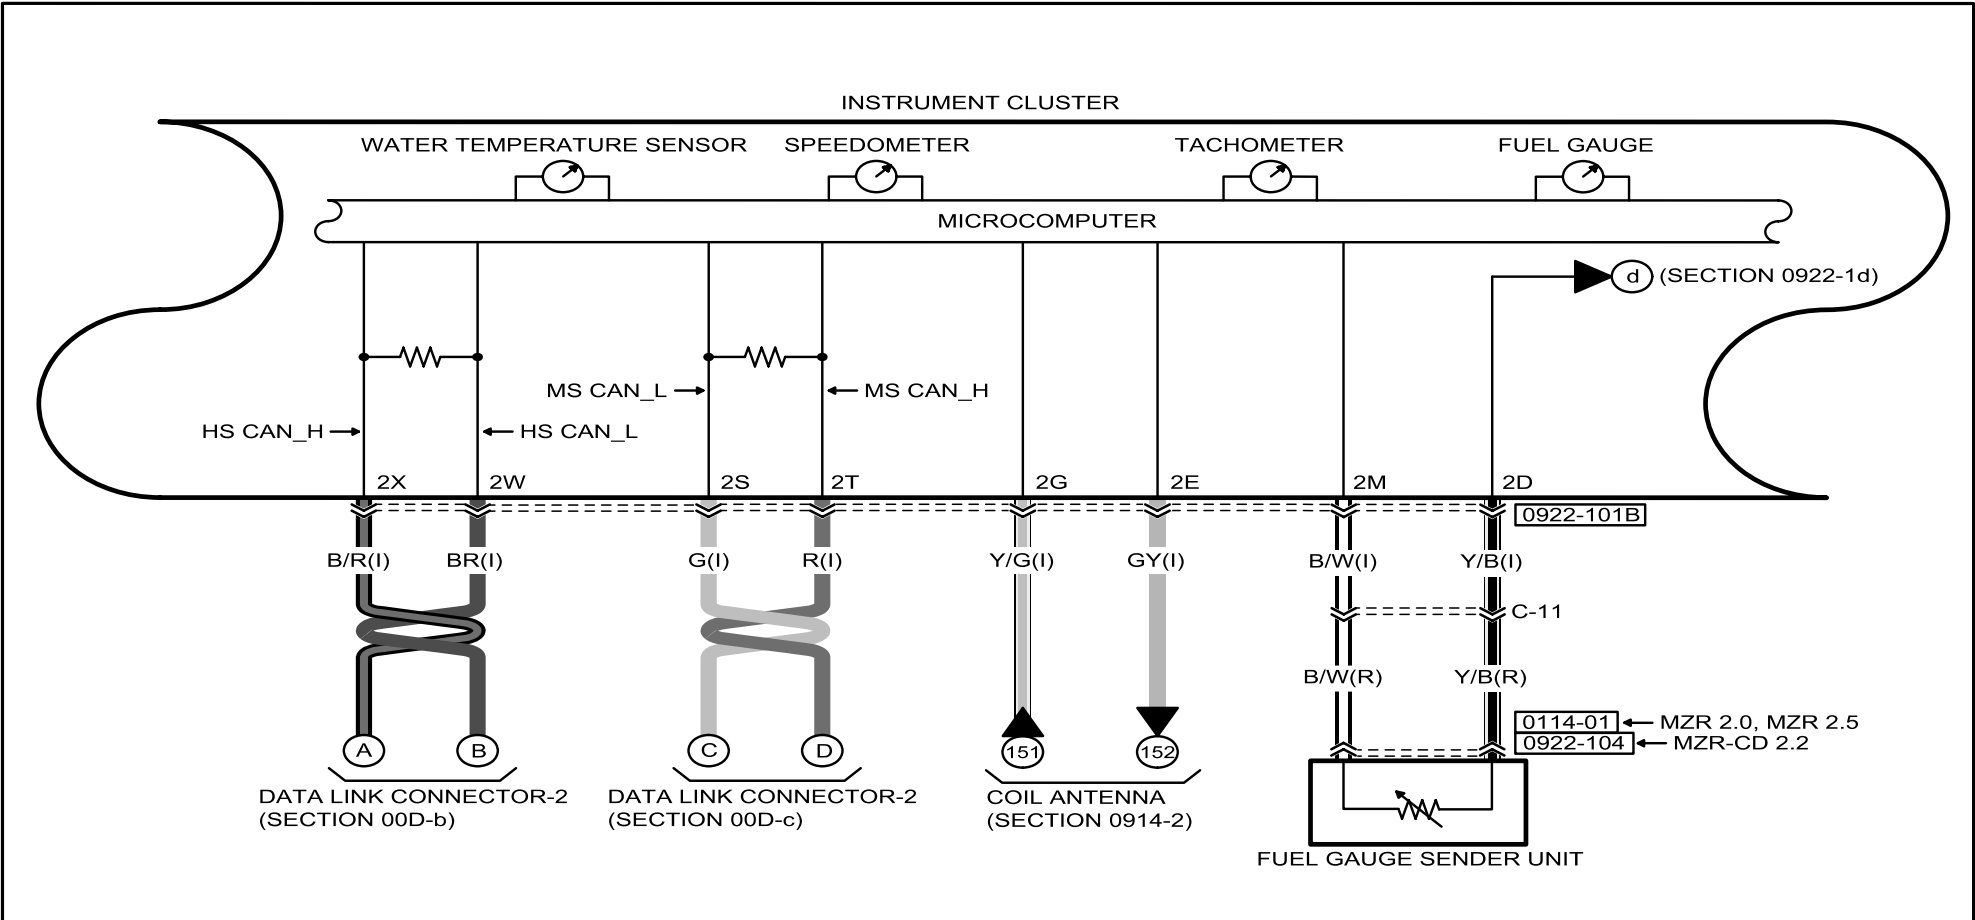 INSTRUMENT CLUSTER
WATER TEMPERATURE SENSOR
SPEEDOMETER
TACHOMETER
FUEL GAUGE
MICROCOMPUTER
d
(SECTION 0922-1d)
MS CAN_L
MS CAN_H
HS CAN_H
HS CAN_L
2X
2W
2S
2T
2G
2E
2M
2D
0922-101B
B/R(I)
BR(I)
G(I)
R(I)
Y/G(I)
GY(I)
B/W(I)
Y/B(I)
C-11
B/W(R)
Y/B(R)
0114-01
MZR 2.0, MZR 2.5
0922-104
MZR-CD 2.2
A
B
C
D
151
152
DATA LINK CONNECTOR-2
(SECTION 00D-b)
DATA LINK CONNECTOR-2
(SECTION 00D-c)
COIL ANTENNA
(SECTION 0914-2)
FUEL GAUGE SENDER UNIT